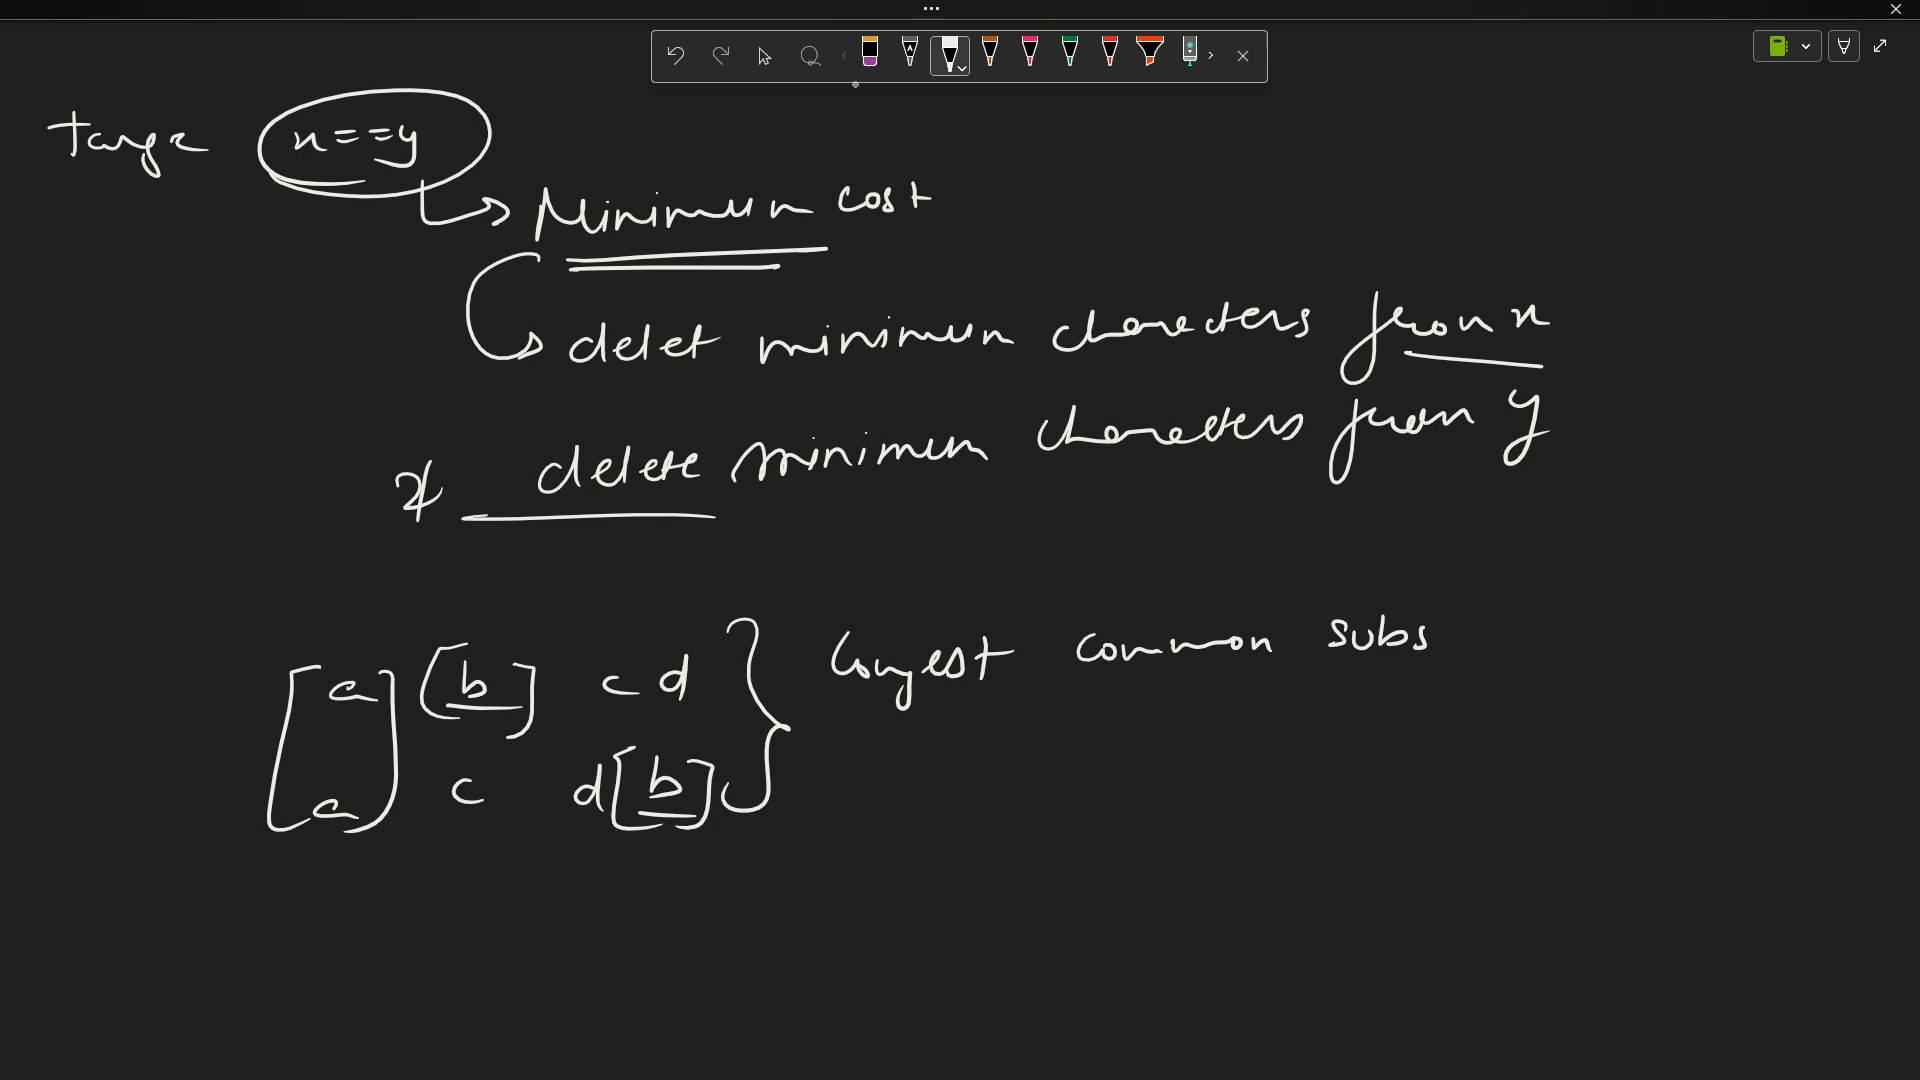 Targe x==y
Minimum cost
delet minimum characters from x
* delete minimum characters from y
a b c d
Longest common subs
a c d b